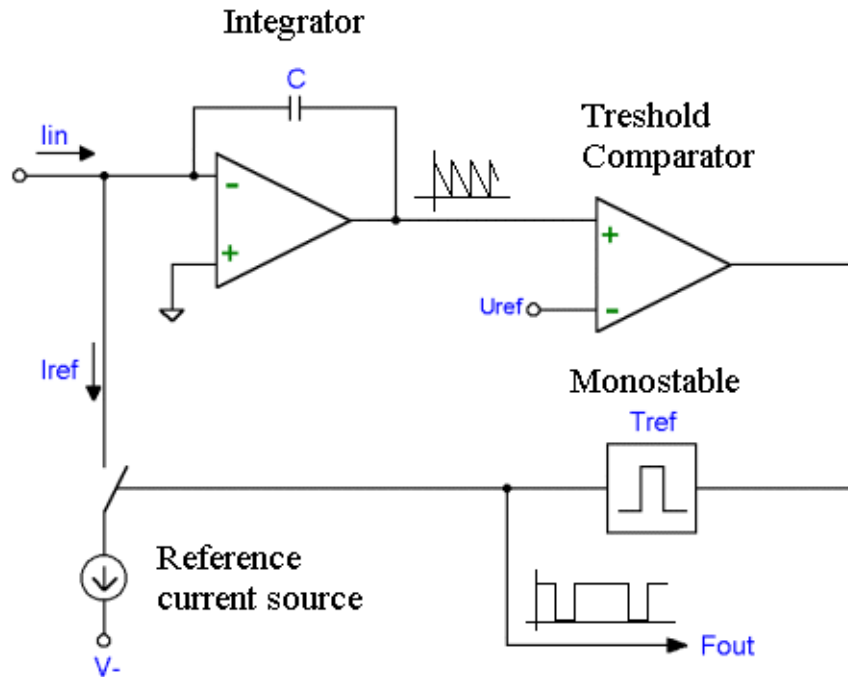 Integrator
C
Iin
Treshold
Comparator
-
+
+
-
Uref
Iref
Monostable
Tref
Reference
current source
V-
Fout